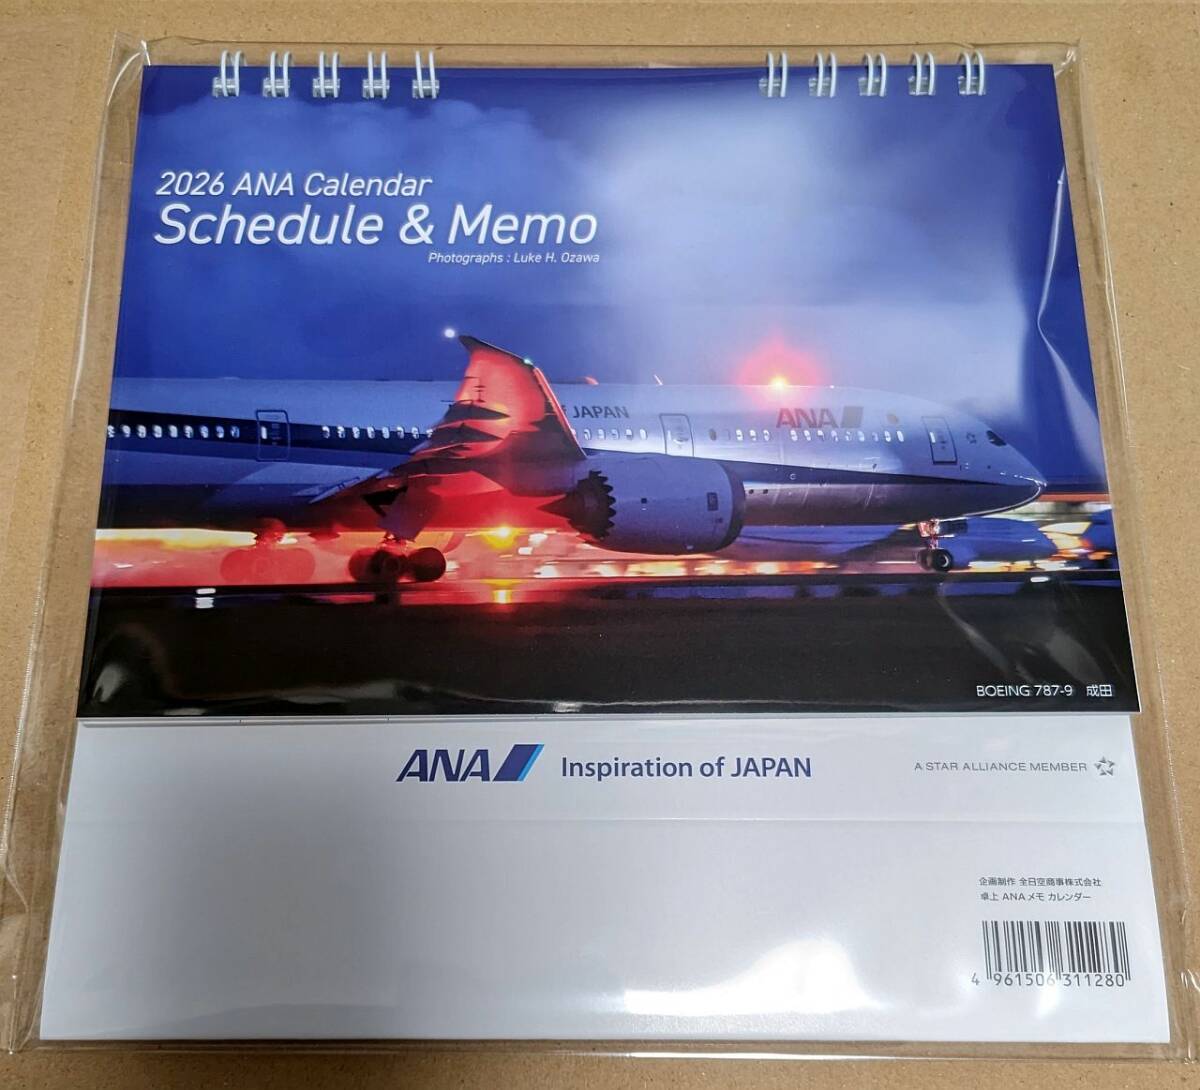 2026 ANA Calendar
Schedule & Memo
Photographs : Luke H. Ozawa
JAPAN
ANA
BOEING 787-9 成田
ANA Inspiration of JAPAN
A STAR ALLIANCE MEMBER
企画制作 全日空商事株式会社
卓上 ANAメモ カレンダー
4 961506 311280